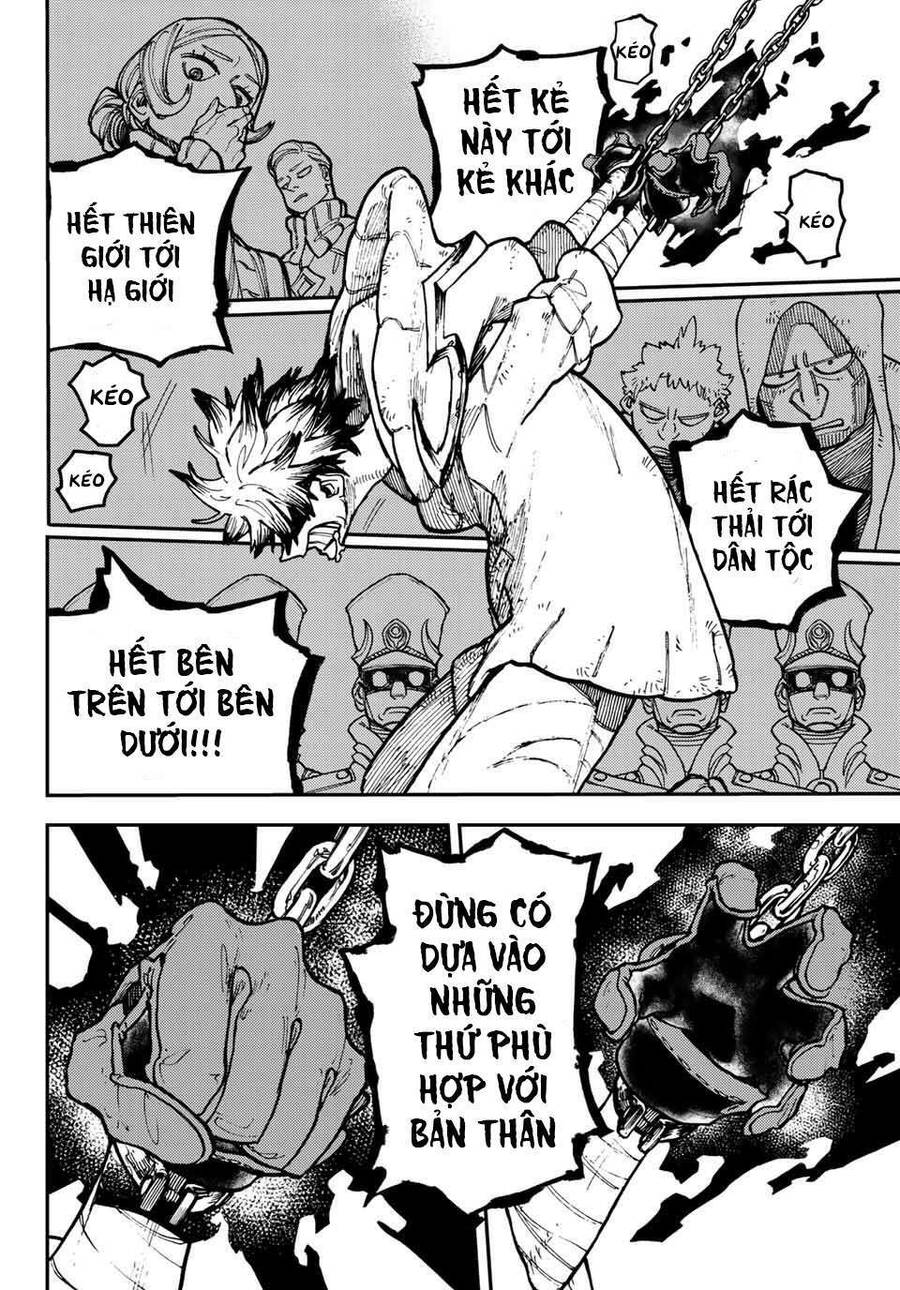 KÉO
HẾT KẺ
NÀY TỚI
KẺ KHÁC
KÉO
HẾT THIÊN
GIỚI TỚI
HẠ GIỚI
KÉO
KÉO
HẾT RÁC
THẢI TỚI
DÂN TỘC
HẾT BÊN
TRÊN TỚI BÊN
DƯỚI!!!
ĐỪNG CÓ
DỰA VÀO
NHỮNG
THỨ PHÙ
HỢP VỚI
BẢN THÂN